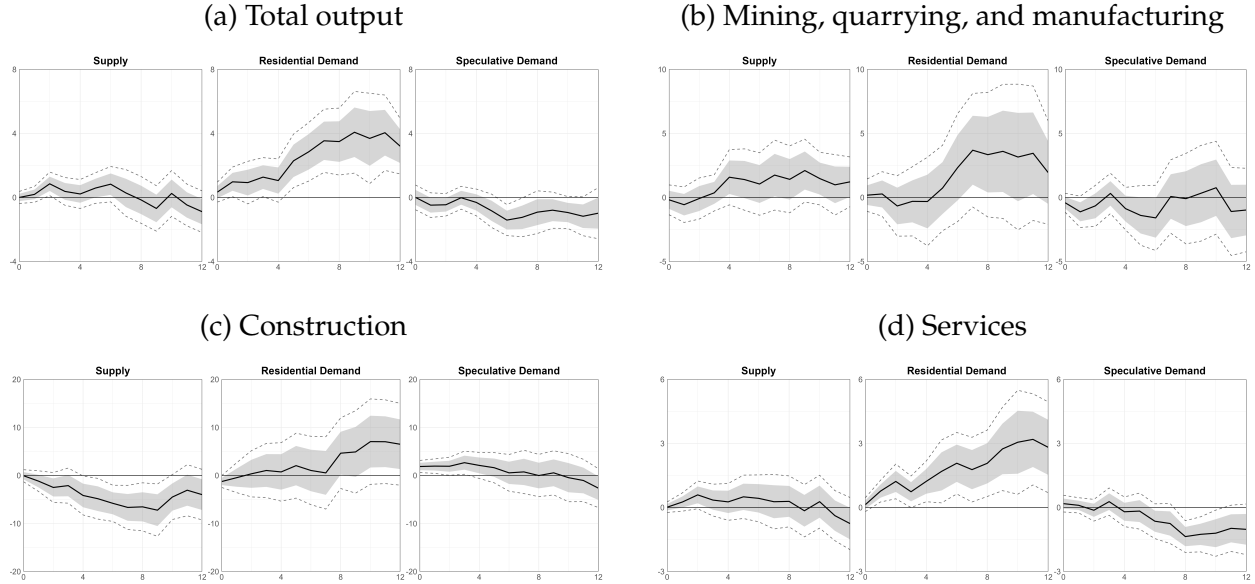 (a) Total output
Supply
Residential Demand
Speculative Demand
8
4
0
-4
0 4 8 12
8
4
0
-4
0 4 8 12
8
4
0
-4
0 4 8 12
(b) Mining, quarrying, and manufacturing
Supply
Residential Demand
Speculative Demand
10
5
0
-5
0 4 8 12
10
5
0
-5
0 4 8 12
10
5
0
-5
0 4 8 12
(c) Construction
Supply
Residential Demand
Speculative Demand
20
10
0
-10
-20
0 4 8 12
20
10
0
-10
-20
0 4 8 12
20
10
0
-10
-20
0 4 8 12
(d) Services
Supply
Residential Demand
Speculative Demand
6
3
0
-3
0 4 8 12
6
3
0
-3
0 4 8 12
6
3
0
-3
0 4 8 12